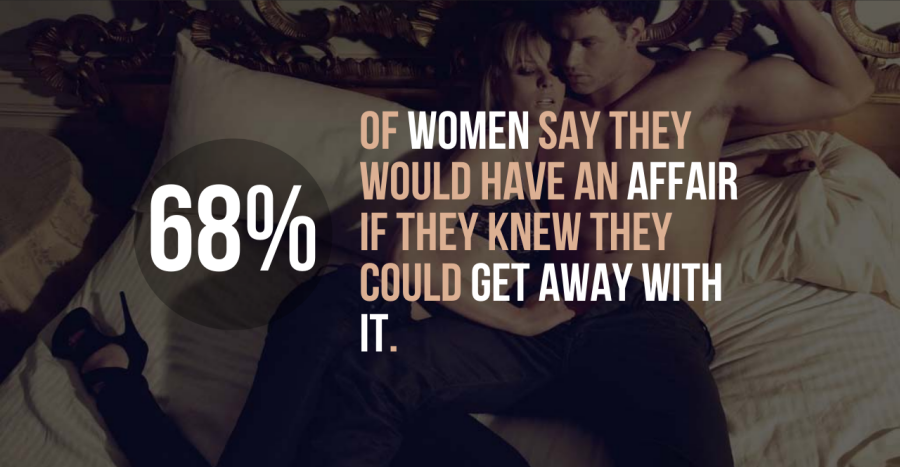 68%
OF WOMEN SAY THEY
WOULD HAVE AN AFFAIR
IF THEY KNEW THEY
COULD GET AWAY WITH
IT.